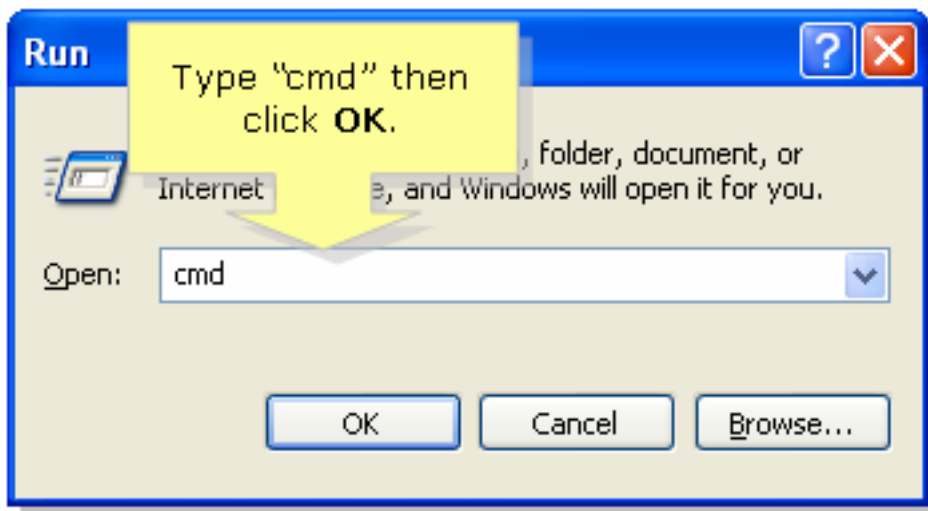 Run
Type “cmd” then
click OK.
, folder, document, or
Internet , and Windows will open it for you.
Open:
cmd
OK
Cancel
Browse...